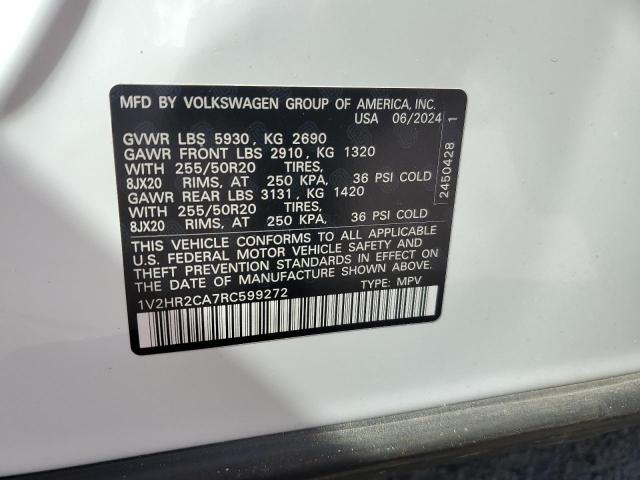 MFD BY VOLKSWAGEN GROUP OF AMERICA, INC.
USA 06/2024
GVWR LBS 5930, KG 2690
GAWR FRONT LBS 2910, KG 1320
WITH 255/50R20 TIRES,
8JX20 RIMS, AT 250 KPA, 36 PSI COLD
GAWR REAR LBS 3131, KG 1420
WITH 255/50R20 TIRES,
8JX20 RIMS, AT 250 KPA, 36 PSI COLD
THIS VEHICLE CONFORMS TO ALL APPLICABLE
U.S. FEDERAL MOTOR VEHICLE SAFETY AND
THEFT PREVENTION STANDARDS IN EFFECT ON
THE DATE OF MANUFACTURE SHOWN ABOVE.
1V2HR2CA7RC599272 TYPE: MPV
2450428 1